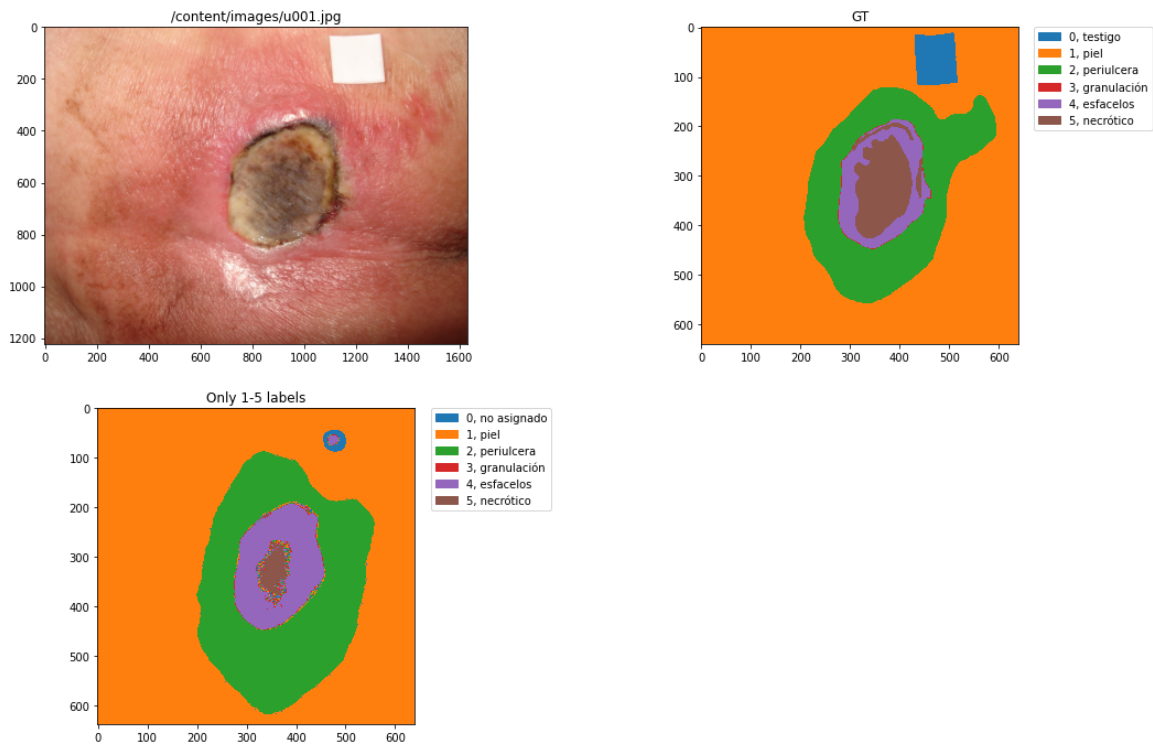 /content/images/u001.jpg
0
200
400
600
800
1000
1200
0 200 400 600 800 1000 1200 1400 1600
GT
0
100
200
300
400
500
600
0 100 200 300 400 500 600
0, testigo
1, piel
2, periulcera
3, granulación
4, esfacelos
5, necrótico
Only 1-5 labels
0
100
200
300
400
500
600
0 100 200 300 400 500 600
0, no asignado
1, piel
2, periulcera
3, granulación
4, esfacelos
5, necrótico